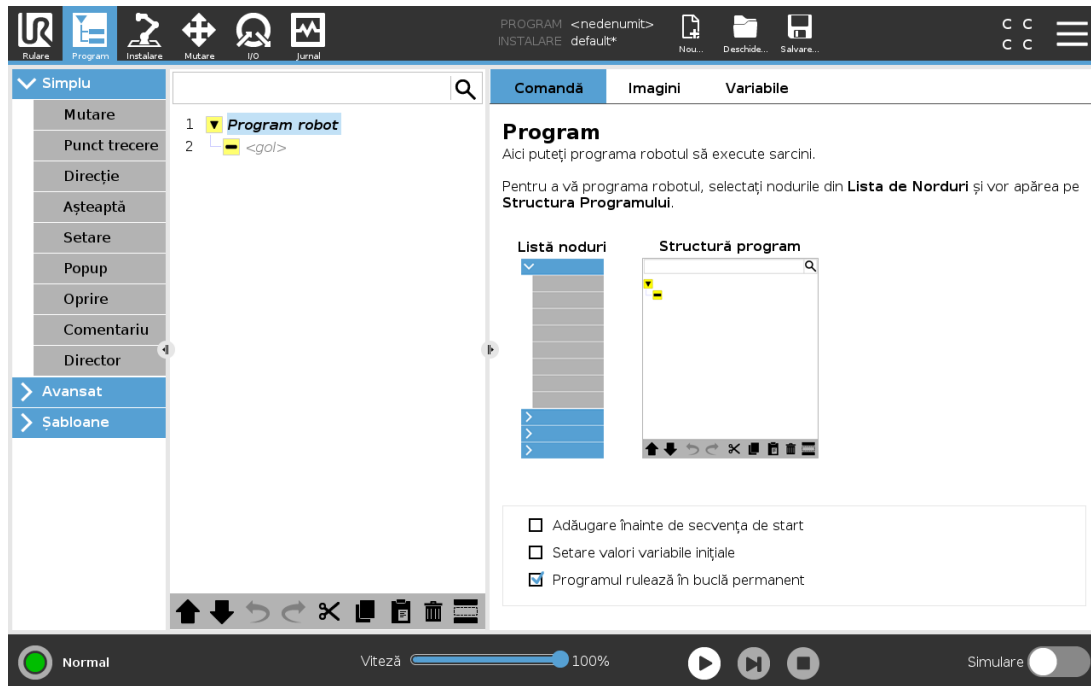 UR
Rulare
Program
Instalare
Mutare
I/O
Jurnal
PROGRAM <nedenumit>
INSTALARE default*
Nou...
Deschide...
Salvare...
C C
C C
Simplu
Mutare
Punct trecere
Direcție
Așteaptă
Setare
Popup
Oprire
Comentariu
Director
Avansat
Șabloane
1 Program robot
2 <gol>
Comandă
Imagini
Variabile
Program
Aici puteți programa robotul să execute sarcini.
Pentru a vă programa robotul, selectați nodurile din Lista de Norduri și vor apărea pe
Structura Programului.
Listă noduri
Structură program
Adăugare înainte de secvența de start
Setare valori variabile inițiale
Programul rulează în buclă permanent
Normal
Viteză
100%
Simulare